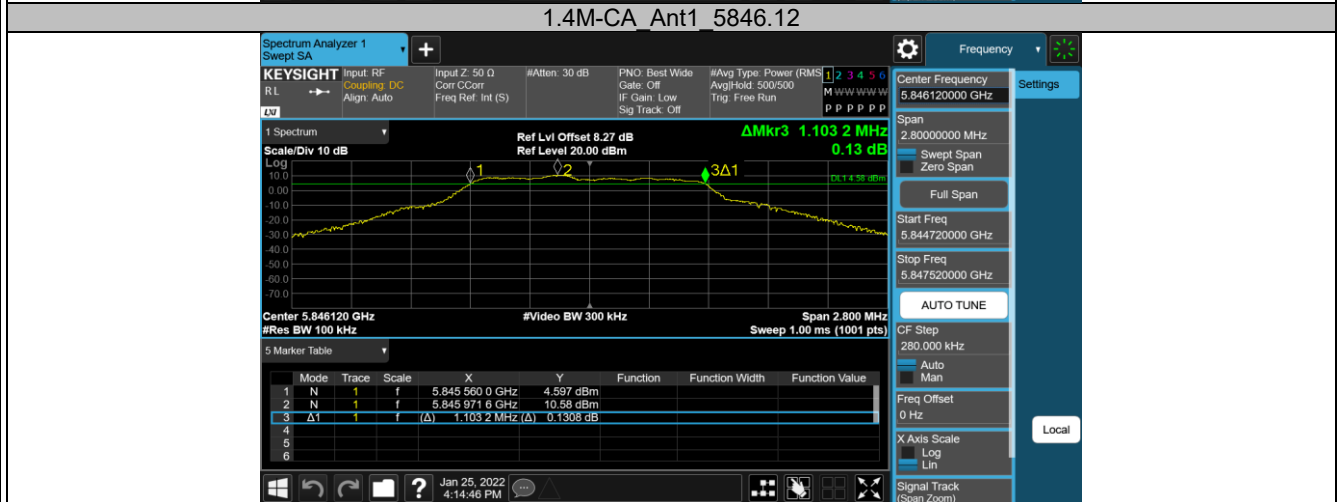 1.4M-CA_Ant1_5846.12
Spectrum Analyzer 1
Swept SA
+
Frequency
KEYSIGHT
RL
LXI
Input: RF
Coupling: DC
Align: Auto
Input Z: 50 Ω
Corr CCorr
Freq Ref: Int (S)
#Atten: 30 dB
PNO: Best Wide
Gate: Off
IF Gain: Low
Sig Track: Off
#Avg Type: Power (RMS
Avg|Hold: 500/500
Trig: Free Run
1 2 3 4 5 6
M W W W W W
P P P P P P
Center Frequency
5.846120000 GHz
Settings
Span
2.80000000 MHz
Swept Span
Zero Span
Full Span
Start Freq
5.844720000 GHz
Stop Freq
5.847520000 GHz
AUTO TUNE
CF Step
280.000 kHz
Auto
Man
Freq Offset
0 Hz
X Axis Scale
Log
Lin
Signal Track
(Span Zoom)
Local
1 Spectrum
Scale/Div 10 dB
Ref Lvl Offset 8.27 dB
Ref Level 20.00 dBm
ΔMkr3 1.103 2 MHz
0.13 dB
Log
10.0
0.00
-10.0
-20.0
-30.0
-40.0
-50.0
-60.0
-70.0
1
2
3Δ1
DL1 4.58 dBm
Center 5.846120 GHz
#Video BW 300 kHz
Span 2.800 MHz
#Res BW 100 kHz
Sweep 1.00 ms (1001 pts)
5 Marker Table
Mode Trace Scale X Y Function Function Width Function Value
1 N 1 f 5.845 560 0 GHz 4.597 dBm
2 N 1 f 5.845 971 6 GHz 10.58 dBm
3 Δ1 1 f (Δ) 1.103 2 MHz (Δ) 0.1308 dB
4
5
6
?
Jan 25, 2022
4:14:46 PM